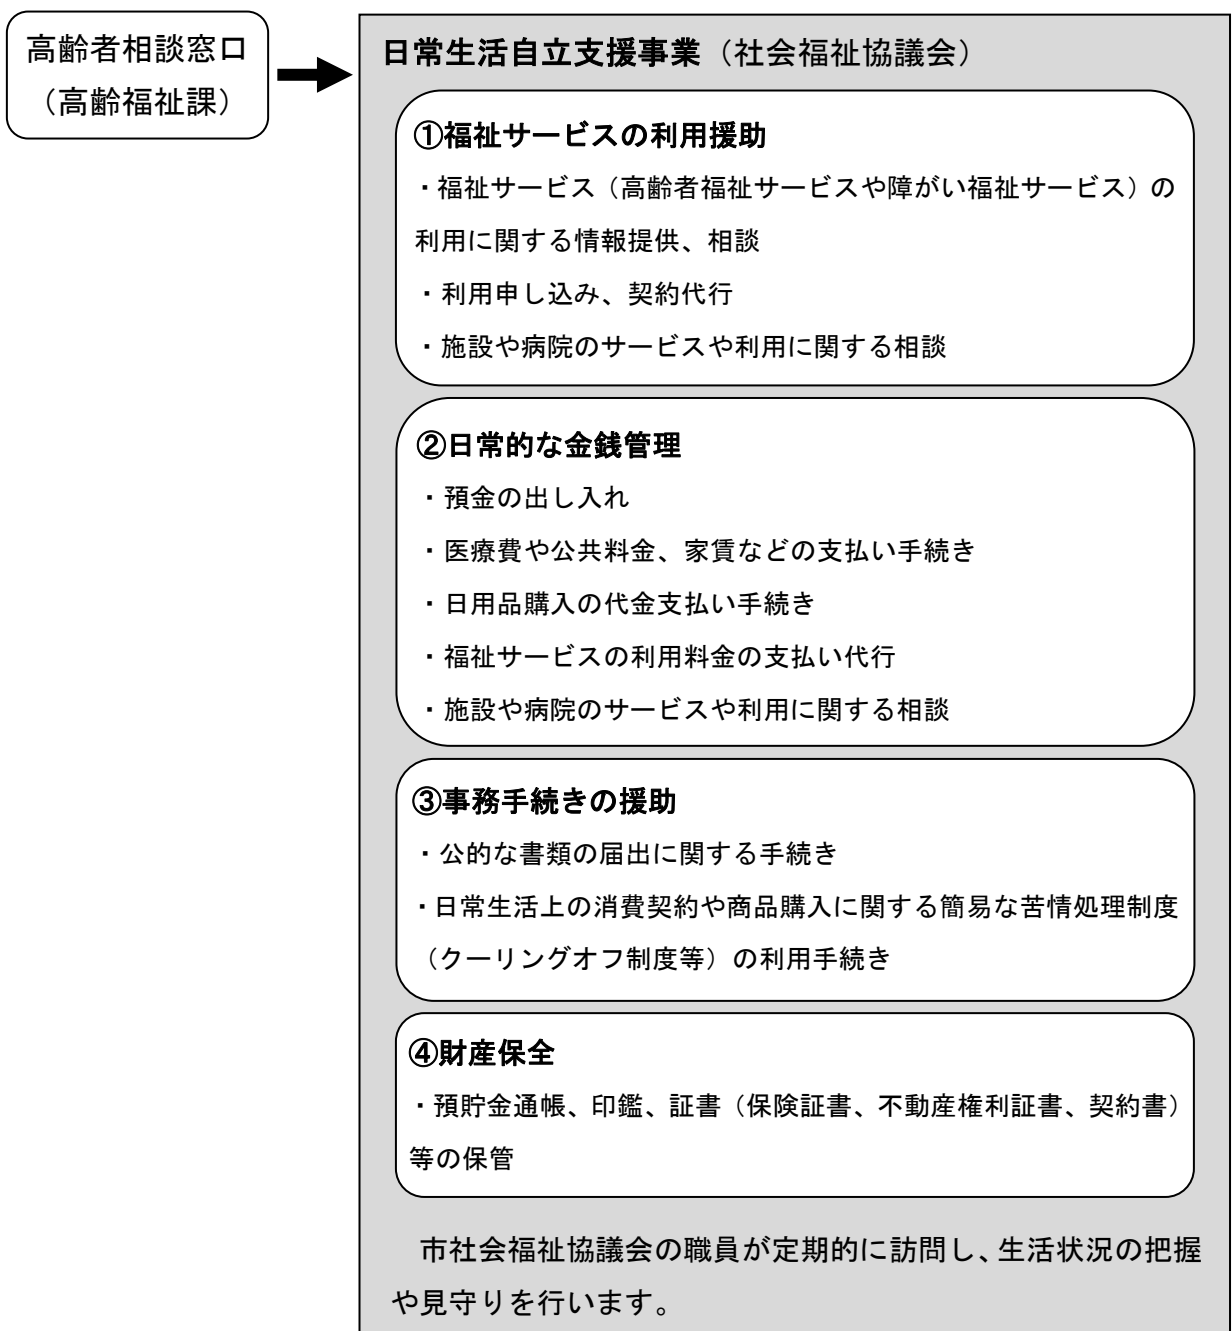 高齢者相談窓口
（高齢福祉課）
日常生活自立支援事業（社会福祉協議会）
①福祉サービスの利用援助
・福祉サービス（高齢者福祉サービスや障がい福祉サービス）の
利用に関する情報提供、相談
・利用申し込み、契約代行
・施設や病院のサービスや利用に関する相談
②日常的な金銭管理
・預金の出し入れ
・医療費や公共料金、家賃などの支払い手続き
・日用品購入の代金支払い手続き
・福祉サービスの利用料金の支払い代行
・施設や病院のサービスや利用に関する相談
③事務手続きの援助
・公的な書類の届出に関する手続き
・日常生活上の消費契約や商品購入に関する簡易な苦情処理制度
（クーリングオフ制度等）の利用手続き
④財産保全
・預貯金通帳、印鑑、証書（保険証書、不動産権利証書、契約書）
等の保管
市社会福祉協議会の職員が定期的に訪問し、生活状況の把握
や見守りを行います。